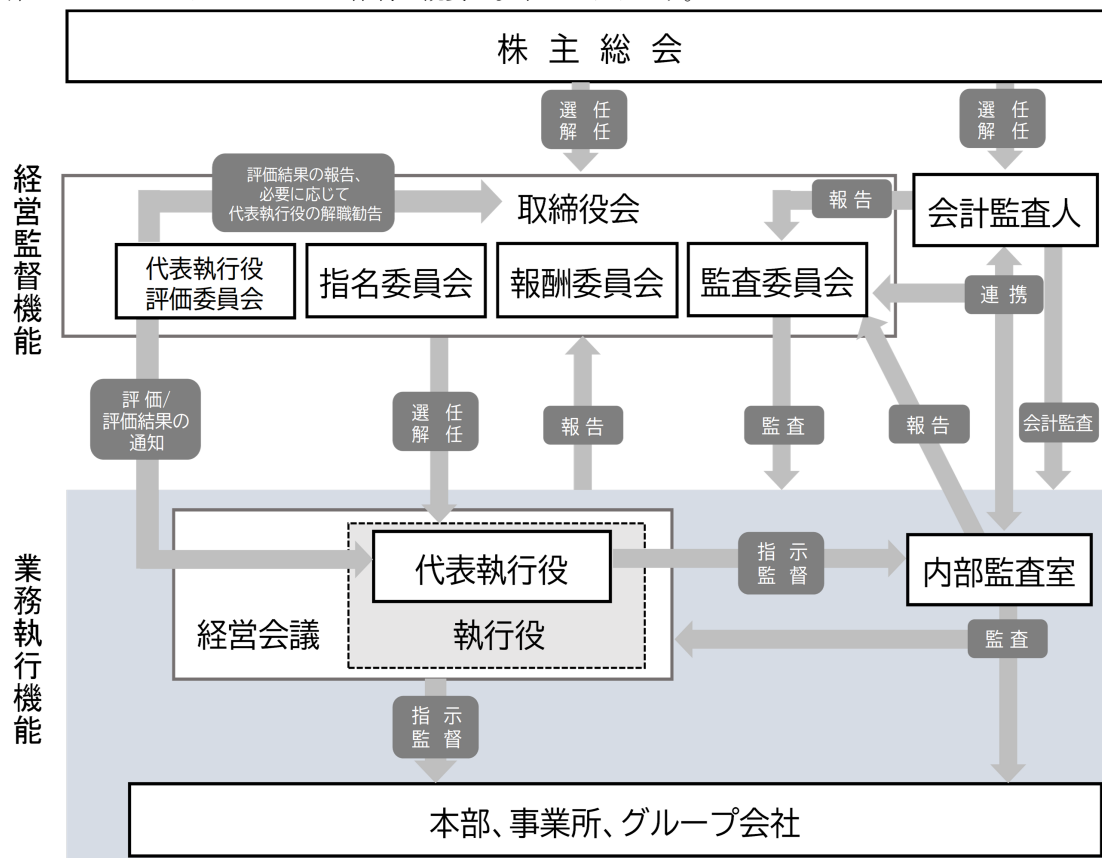 株主総会
選任
解任
選任
解任
経営監督機能
評価結果の報告、
必要に応じて
代表執行役の解職勧告
取締役会
報告
会計監査人
代表執行役
評価委員会
指名委員会
報酬委員会
監査委員会
連携
評価/
評価結果の
通知
選任
解任
報告
監査
報告
会計監査
業務執行機能
代表執行役
指示
監督
内部監査室
経営会議
執行役
監査
指示
監督
本部、事業所、グループ会社